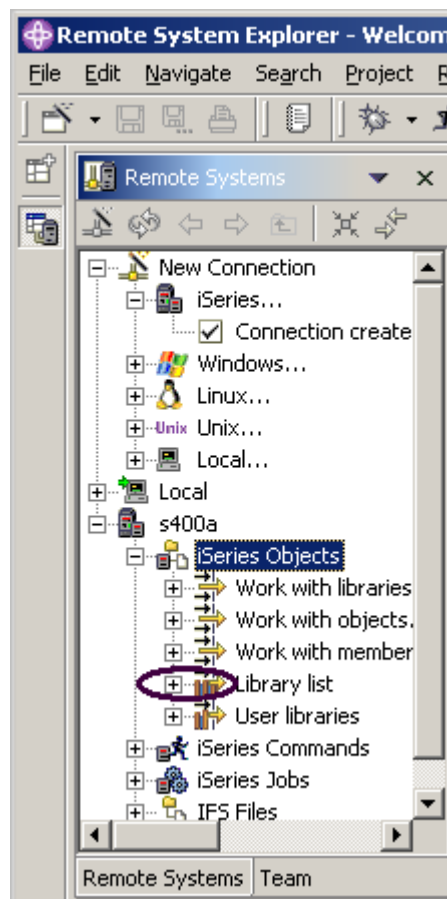 Remote System Explorer - Welcom
File Edit Navigate Search Project R
Remote Systems
New Connection
iSeries...
Connection create
Windows...
Linux...
Unix Unix...
Local...
Local
s400a
iSeries Objects
Work with libraries
Work with objects.
Work with member
Library list
User libraries
iSeries Commands
iSeries Jobs
IFS Files
Remote Systems Team